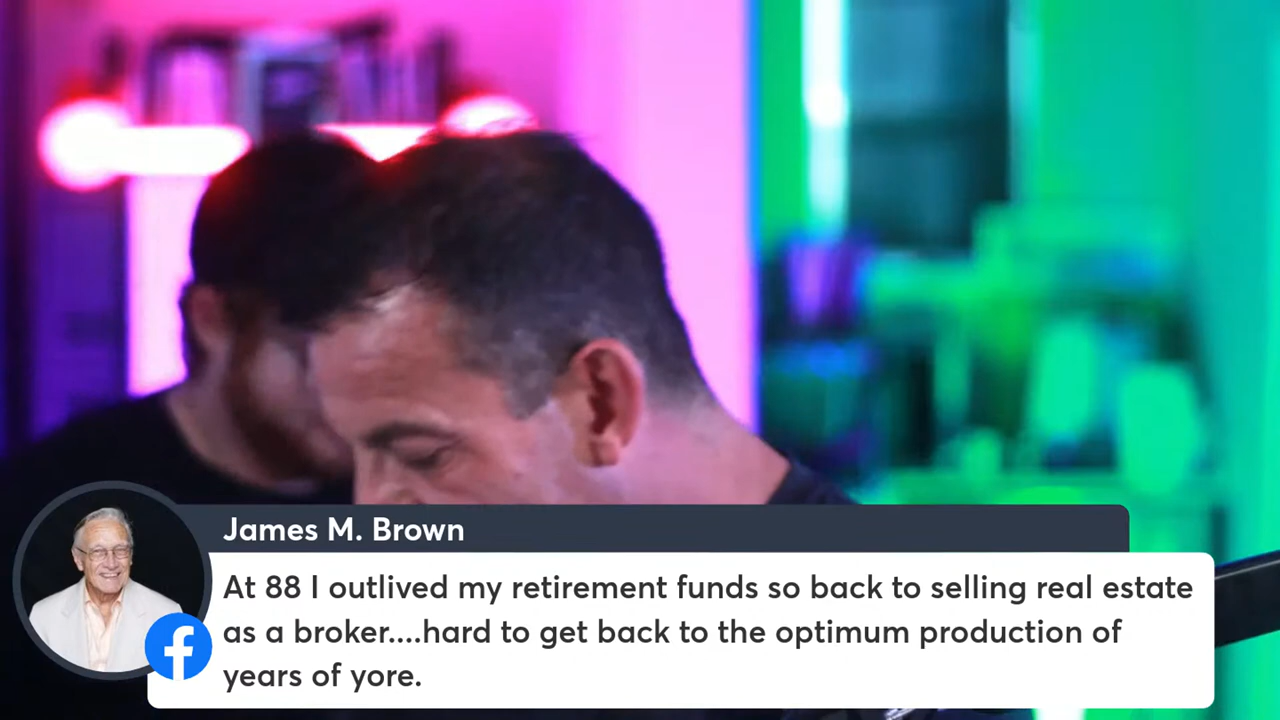 James M. Brown
At 88 I outlived my retirement funds so back to selling real estate
as a broker....hard to get back to the optimum production of
years of yore.